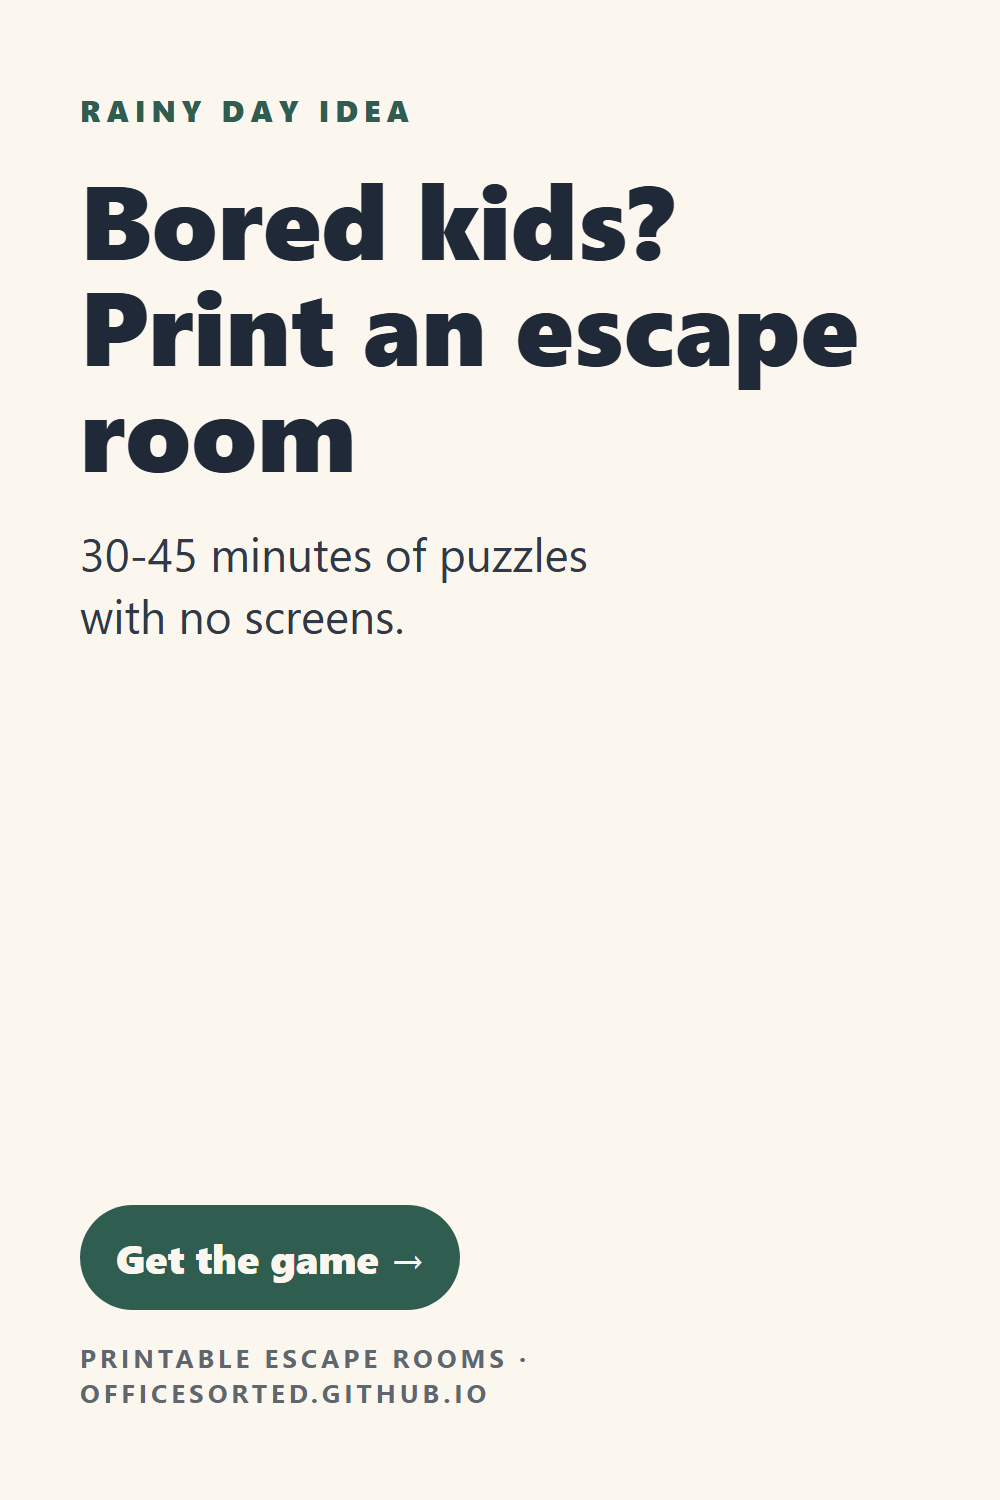 RAINY DAY IDEA
Bored kids?
Print an escape
room
30-45 minutes of puzzles
with no screens.
Get the game →
PRINTABLE ESCAPE ROOMS ·
OFFICESORTED.GITHUB.IO